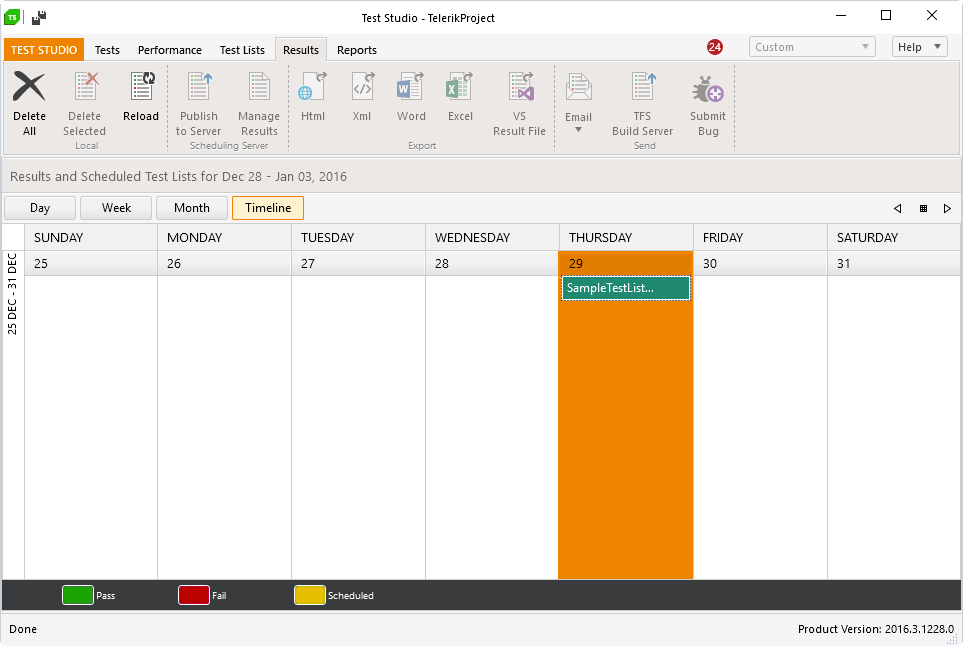 TS
Test Studio - TelerikProject
TEST STUDIO Tests Performance Test Lists Results Reports 24 Custom Help
Delete All
Delete Selected
Reload
Local
Publish to Server
Manage Results
Scheduling Server
Html
Xml
Word
Excel
VS Result File
Export
Email
TFS Build Server
Submit Bug
Send
Results and Scheduled Test Lists for Dec 28 - Jan 03, 2016
Day Week Month Timeline
SUNDAY MONDAY TUESDAY WEDNESDAY THURSDAY FRIDAY SATURDAY
25 DEC - 31 DEC
25 26 27 28 29 30 31
SampleTestList...
Pass Fail Scheduled
Done Product Version: 2016.3.1228.0